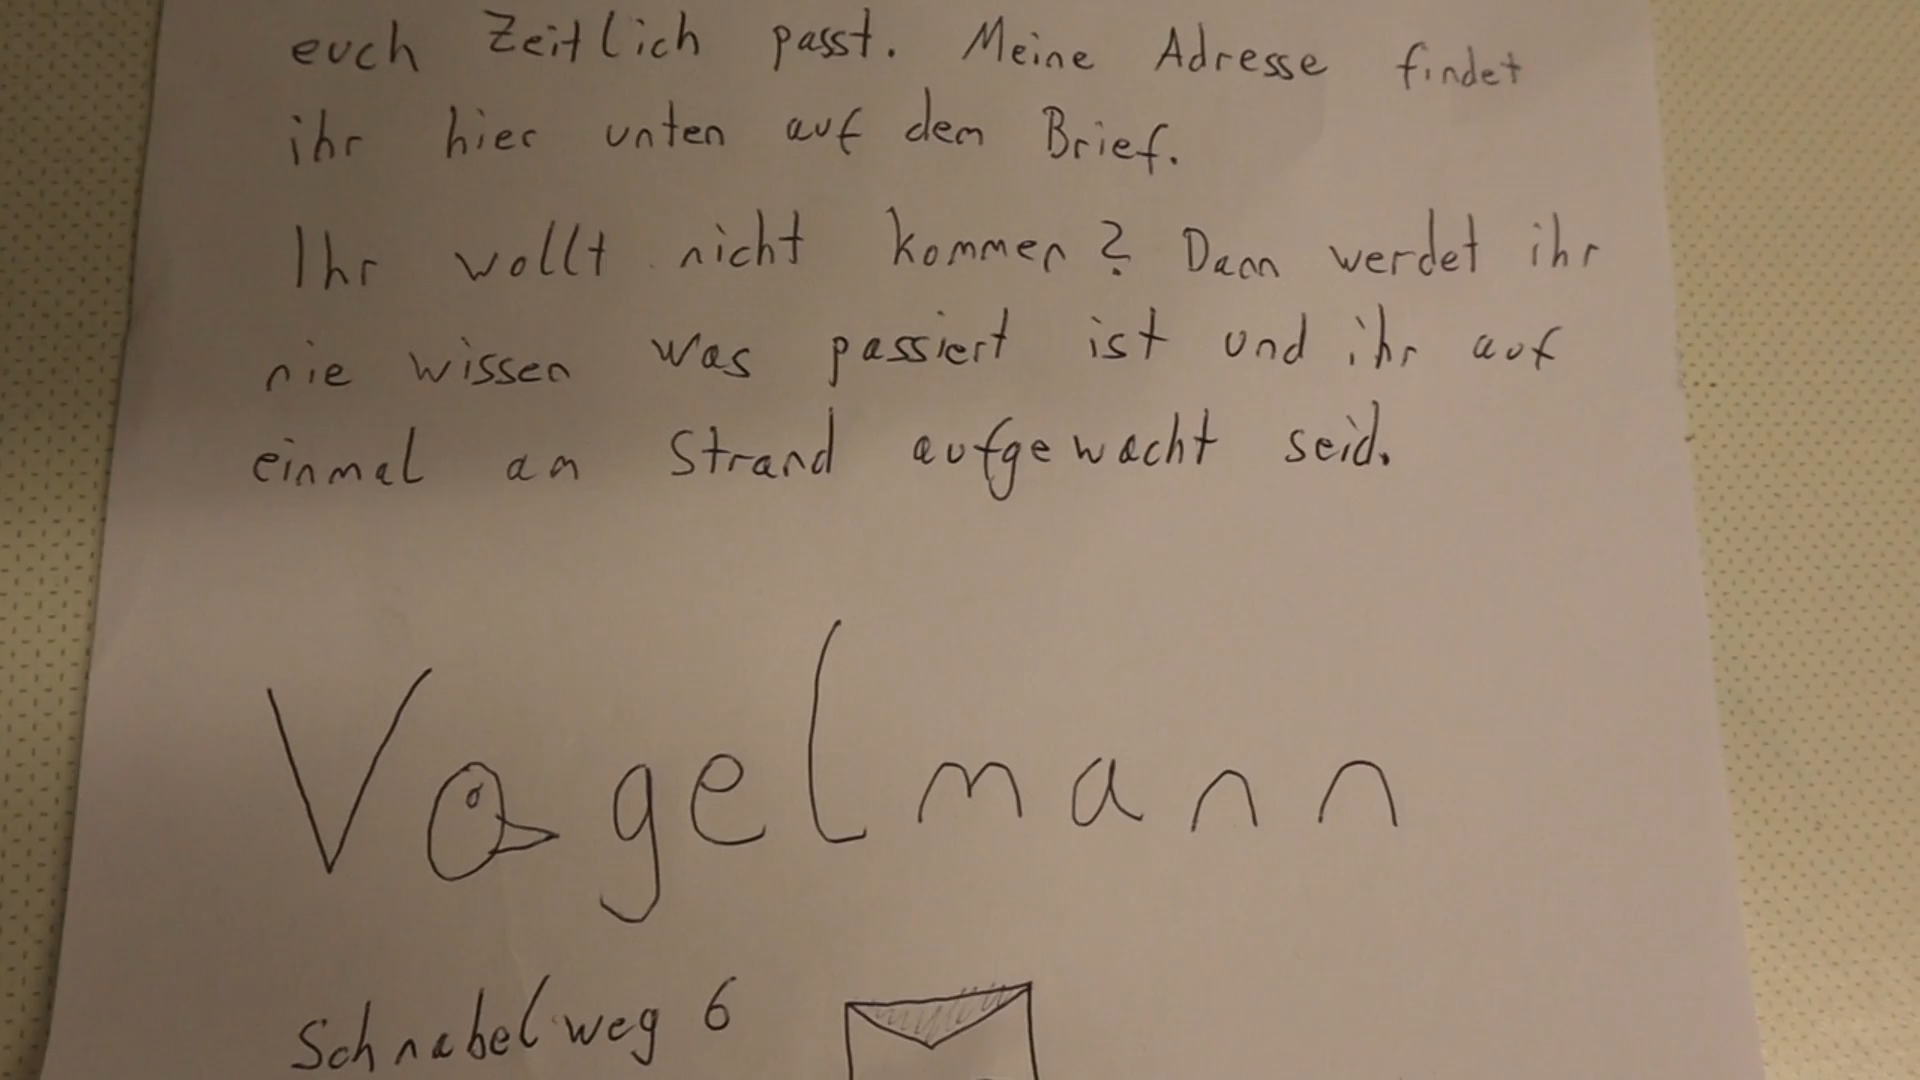 euch Zeitlich passt. Meine Adresse findet
ihr hier unten auf dem Brief.
Ihr wollt nicht kommen? Dann werdet ihr
nie wissen was passiert ist und ihr auf
einmal am Strand aufgewacht seid.
Vogelmann
Schnabelweg 6